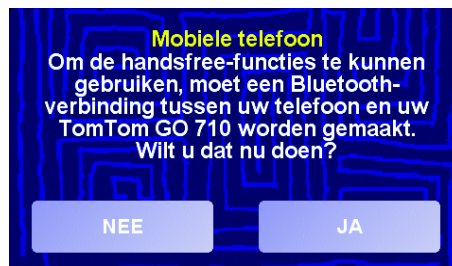 Mobiele telefoon
Om de handsfree-functies te kunnen
gebruiken, moet een Bluetooth-
verbinding tussen uw telefoon en uw
TomTom GO 710 worden gemaakt.
Wilt u dat nu doen?
NEE
JA